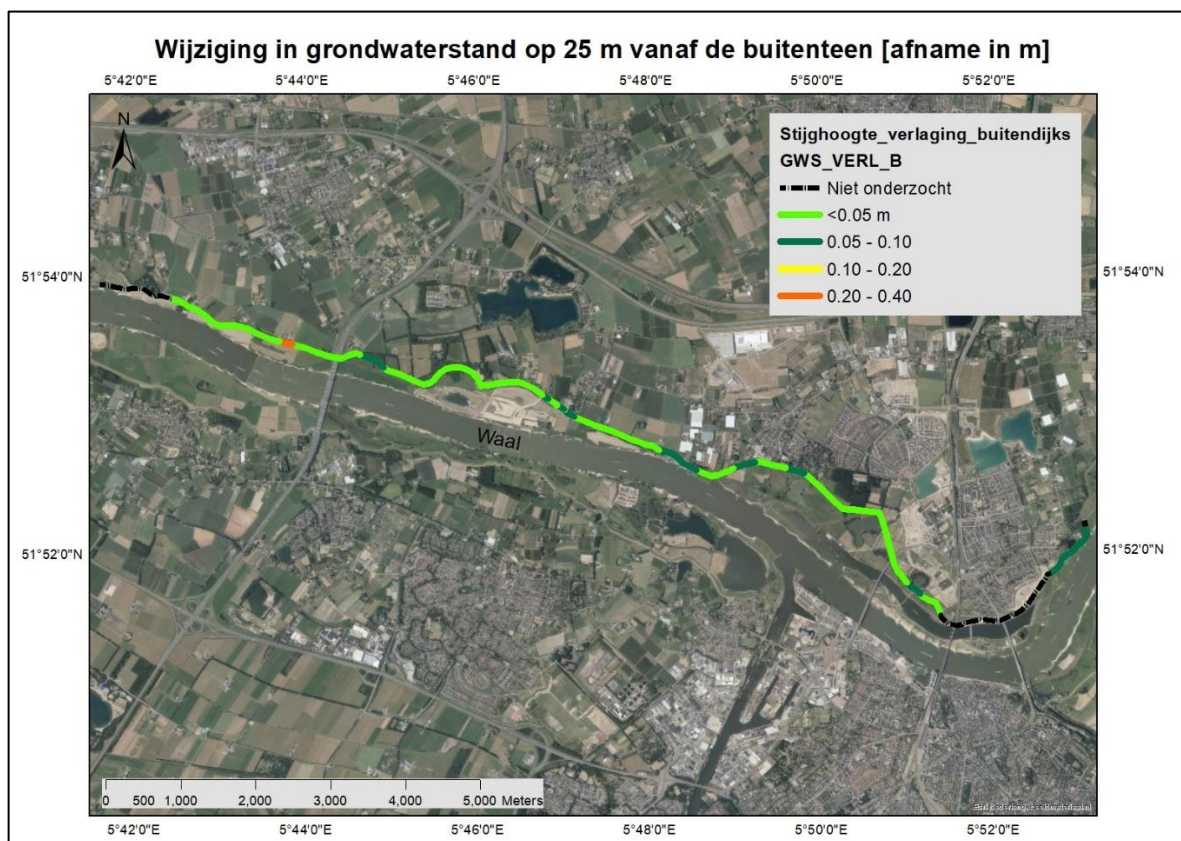 Wijziging in grondwaterstand op 25 m vanaf de buitenteen [afname in m]
5°42'0"E 5°44'0"E 5°46'0"E 5°48'0"E 5°50'0"E 5°52'0"E
N
Stijghoogte_verlaging_buitendijks
GWS_VERL_B
Niet onderzocht
<0.05 m
0.05 - 0.10
0.10 - 0.20
0.20 - 0.40
51°54'0"N 51°54'0"N
Waal
51°52'0"N 51°52'0"N
0 500 1,000 2,000 3,000 4,000 5,000 Meters
5°42'0"E 5°44'0"E 5°46'0"E 5°48'0"E 5°50'0"E 5°52'0"E